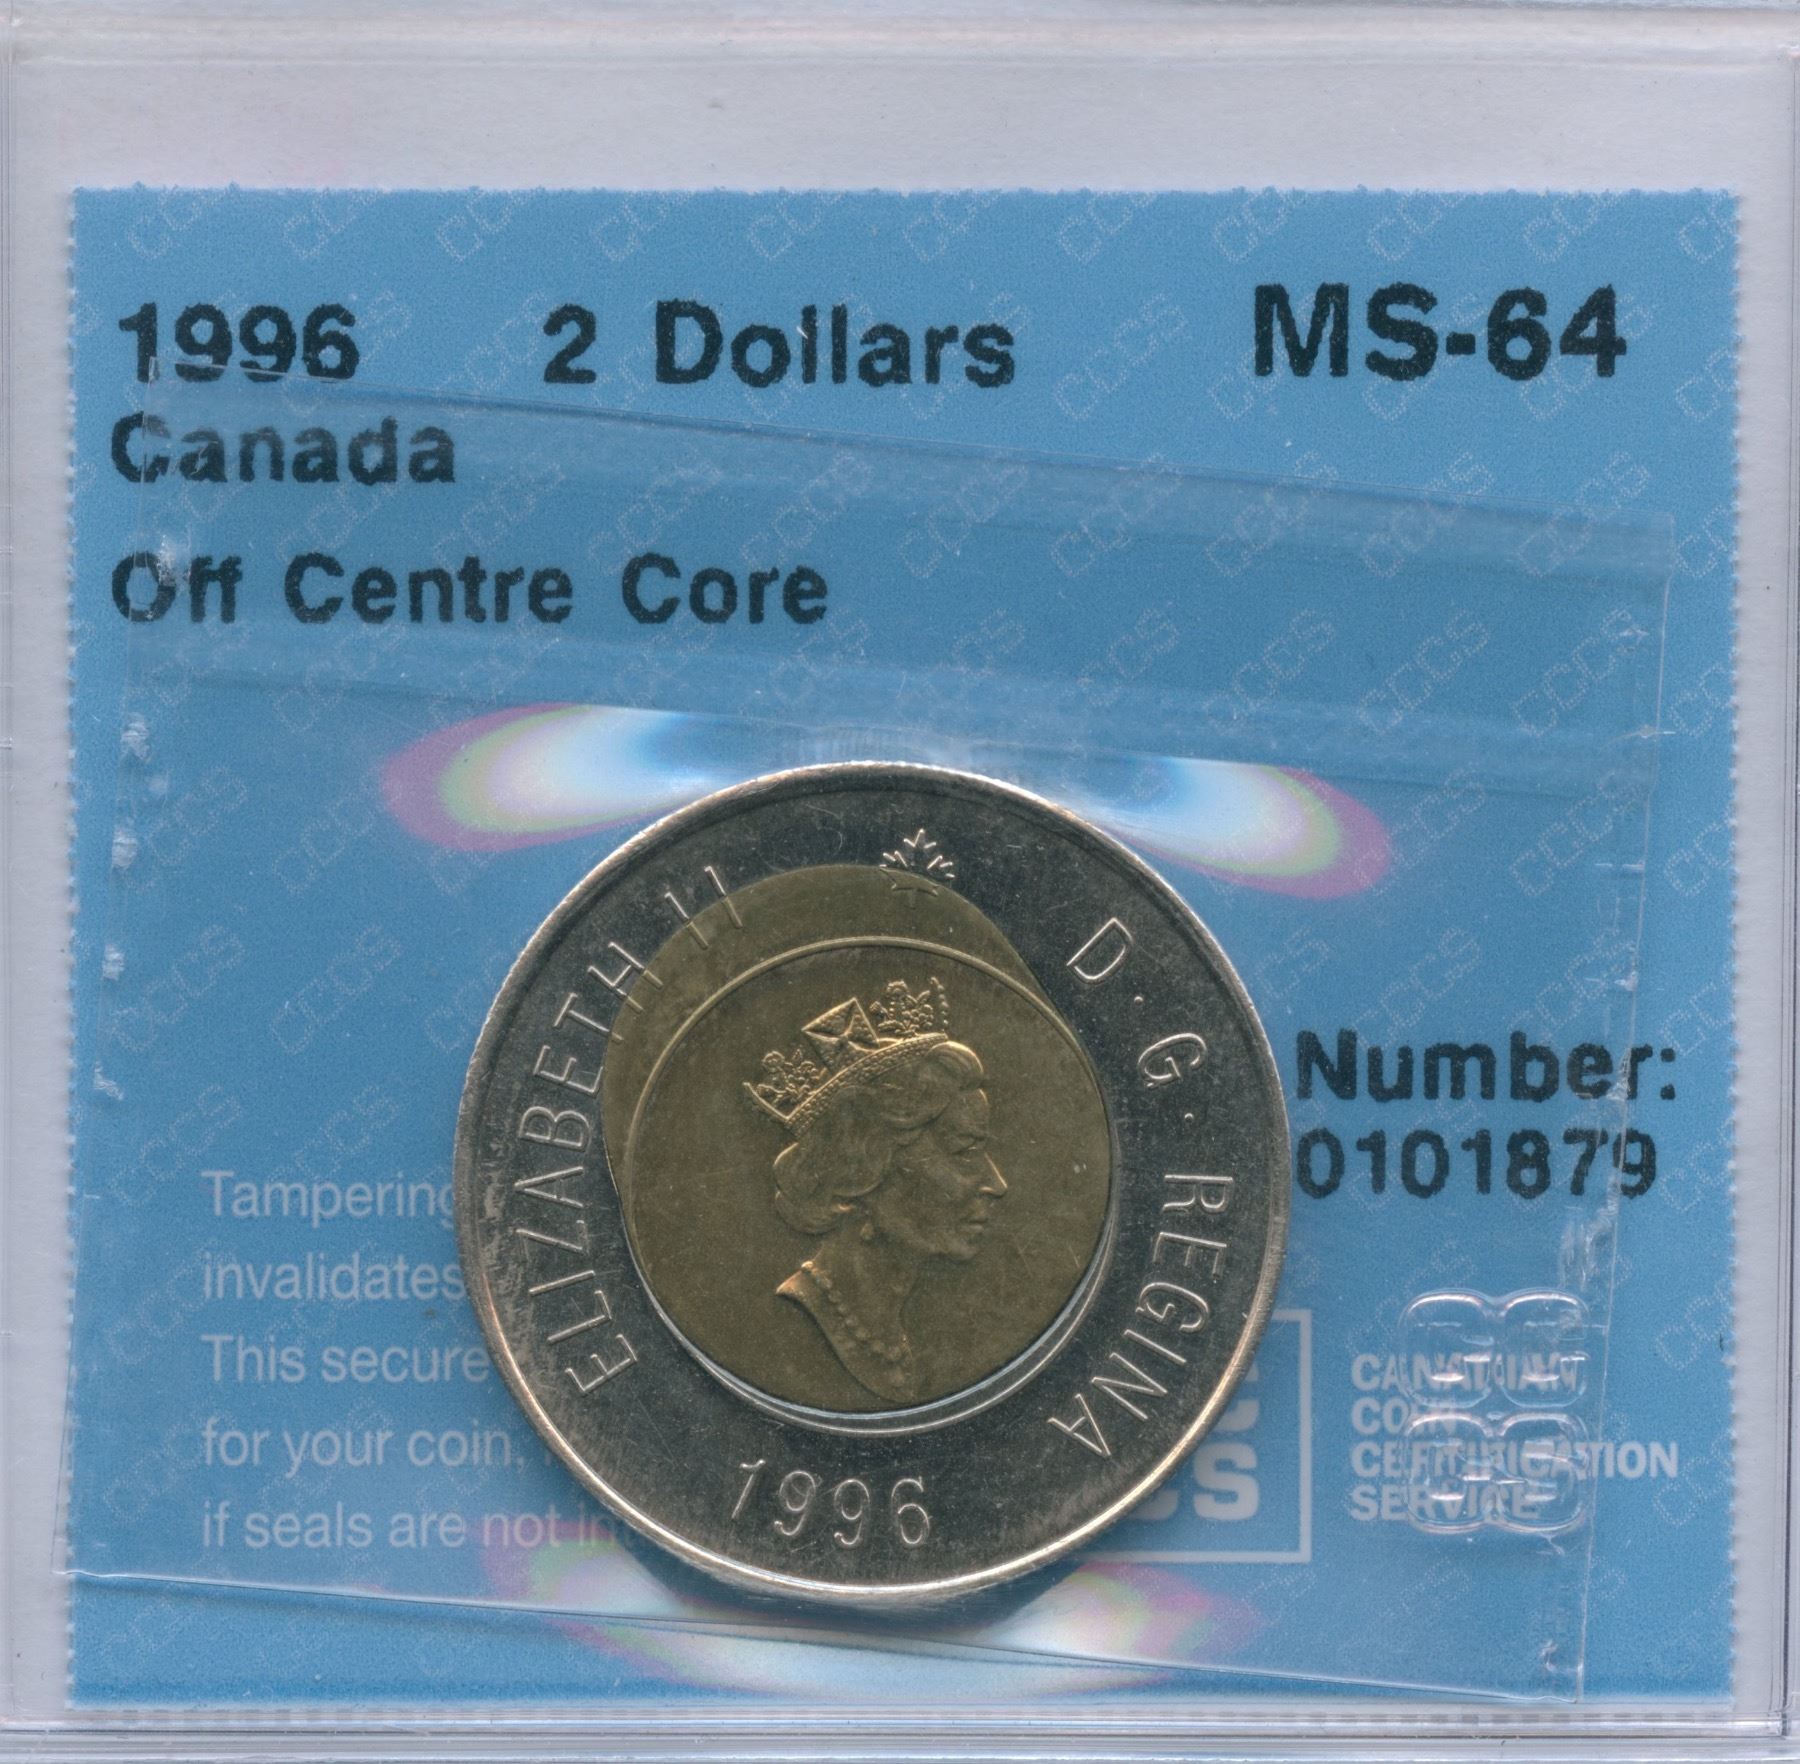 1996 2 Dollars MS-64
Canada
Off Centre Core
ELIZABETH II D·G·REGINA
1996
Number:
0101879
Tampering
invalidates
This secure
for your coin.
if seals are not in
CANADIAN
COIN
CERTIFICATION
SERVICE